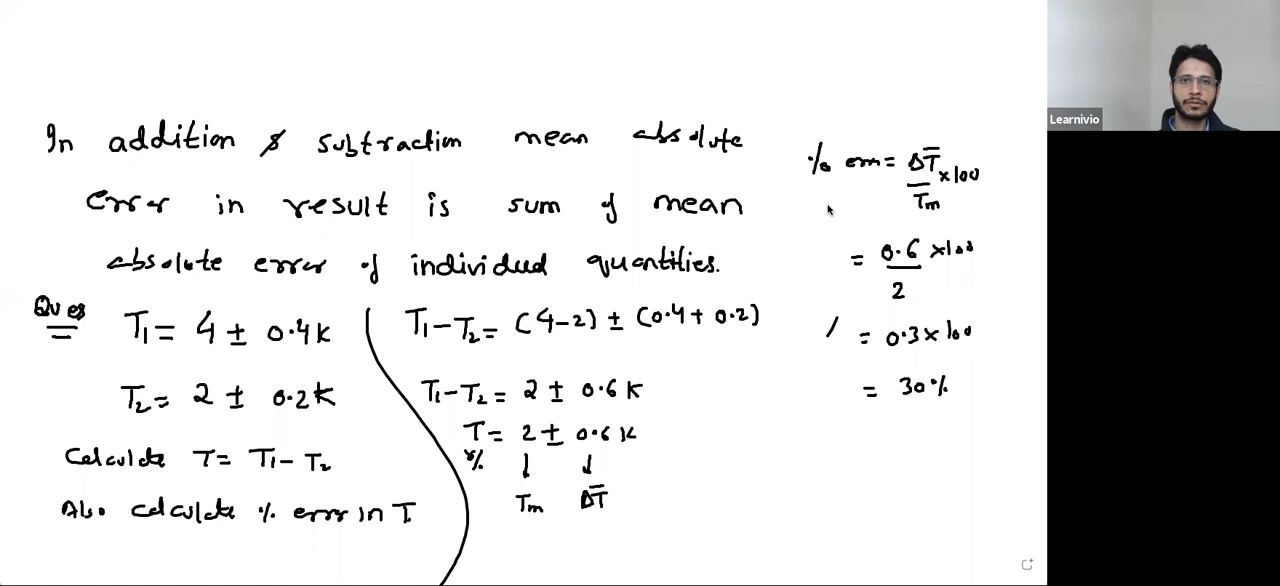 In addition & subtraction mean absolute
error in result is sum of mean
absolute error of individual quantities.
Ques
T₁ = 4 ± 0.4K
T₂ = 2 ± 0.2K
Calculate T = T₁ - T₂
Also calculate % error in T.
T₁ - T₂ = (4-2) ± (0.4 + 0.2)
T₁ - T₂ = 2 ± 0.6 K
T = 2 ± 0.6 K
%
↓ ↓
Tm ΔT̅
% err = ΔT̅/Tm × 100
= 0.6/2 × 100
= 0.3 × 100
= 30%
Learnivio